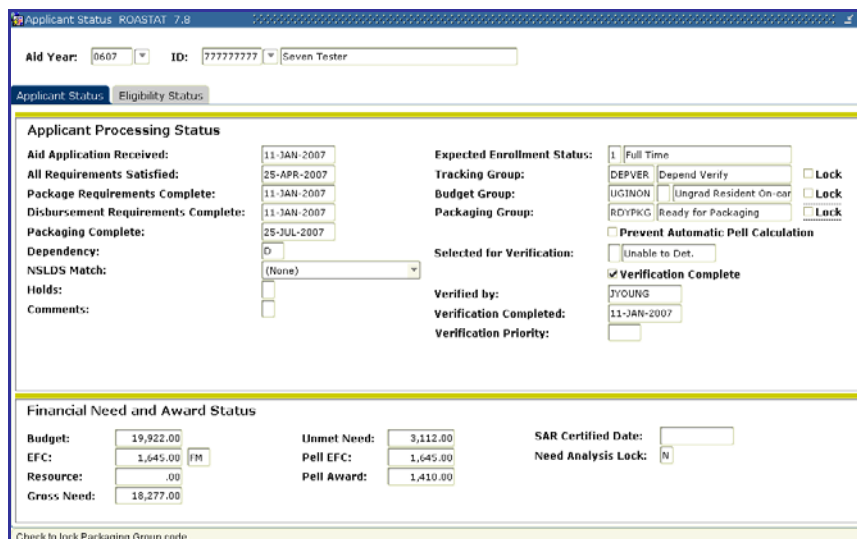 Applicant Status ROASTAT 7.8
Aid Year: 0607 ID: 777777777 Seven Tester
Applicant Status Eligibility Status
Applicant Processing Status
Aid Application Received: 11-JAN-2007 Expected Enrollment Status: 1 Full Time
All Requirements Satisfied: 25-APR-2007 Tracking Group: DEPVER Depend Verify Lock
Package Requirements Complete: 11-JAN-2007 Budget Group: UGINON Ungrad Resident On-car Lock
Disbursement Requirements Complete: 11-JAN-2007 Packaging Group: RDYPKG Ready for Packaging Lock
Packaging Complete: 25-JUL-2007 Prevent Automatic Pell Calculation
Dependency: D Selected for Verification: Unable to Det.
NSLDS Match: (None) Verification Complete
Holds: Verified by: JYOUNG
Comments: Verification Completed: 11-JAN-2007
Verification Priority:
Financial Need and Award Status
Budget: 19,922.00 Unmet Need: 3,112.00 SAR Certified Date:
EFC: 1,645.00 FM Pell EFC: 1,645.00 Need Analysis Lock: N
Resource: .00 Pell Award: 1,410.00
Gross Need: 18,277.00
Check to lock Packaging Group code